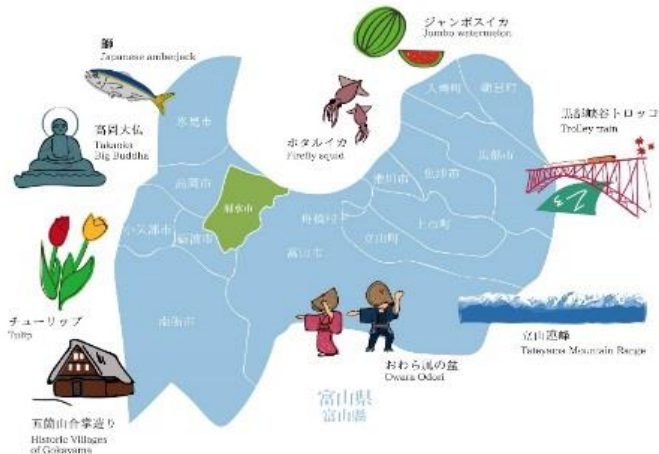 ジャンボスイカ
Jumbo watermelon
鰤
Japanese amberjack
入善町
朝日町
氷見市
黒部峡谷トロッコ
Trolley train
高岡大仏
Takaoka
Big Buddha
ホタルイカ
Firefly squid
黒部市
魚津市
滑川市
高岡市
射水市
舟橋村
上市町
小矢部市
砺波市
立山町
富山市
チューリップ
Tulip
南砺市
立山連峰
Tateyama Mountain Range
おわら風の盆
Owara Odori
五箇山合掌造り
Historic Villages
of Gokayama
富山県
富山縣